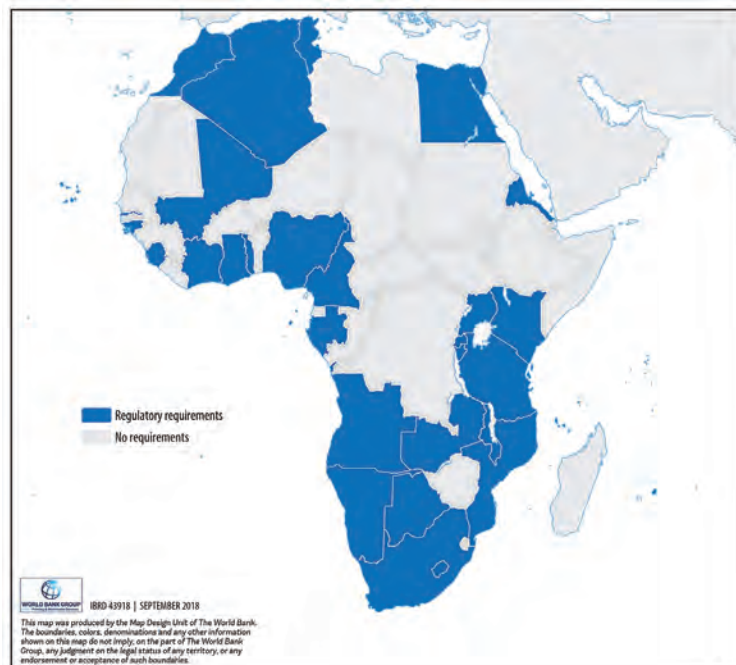 Regulatory requirements
No requirements
WORLD BANK GROUP
IBRD 43918 | SEPTEMBER 2018
This map was produced by the Map Design Unit of The World Bank.
The boundaries, colors, denominations and any other information
shown on this map do not imply, on the part of The World Bank
Group, any judgment on the legal status of any territory, or any
endorsement or acceptance of such boundaries.